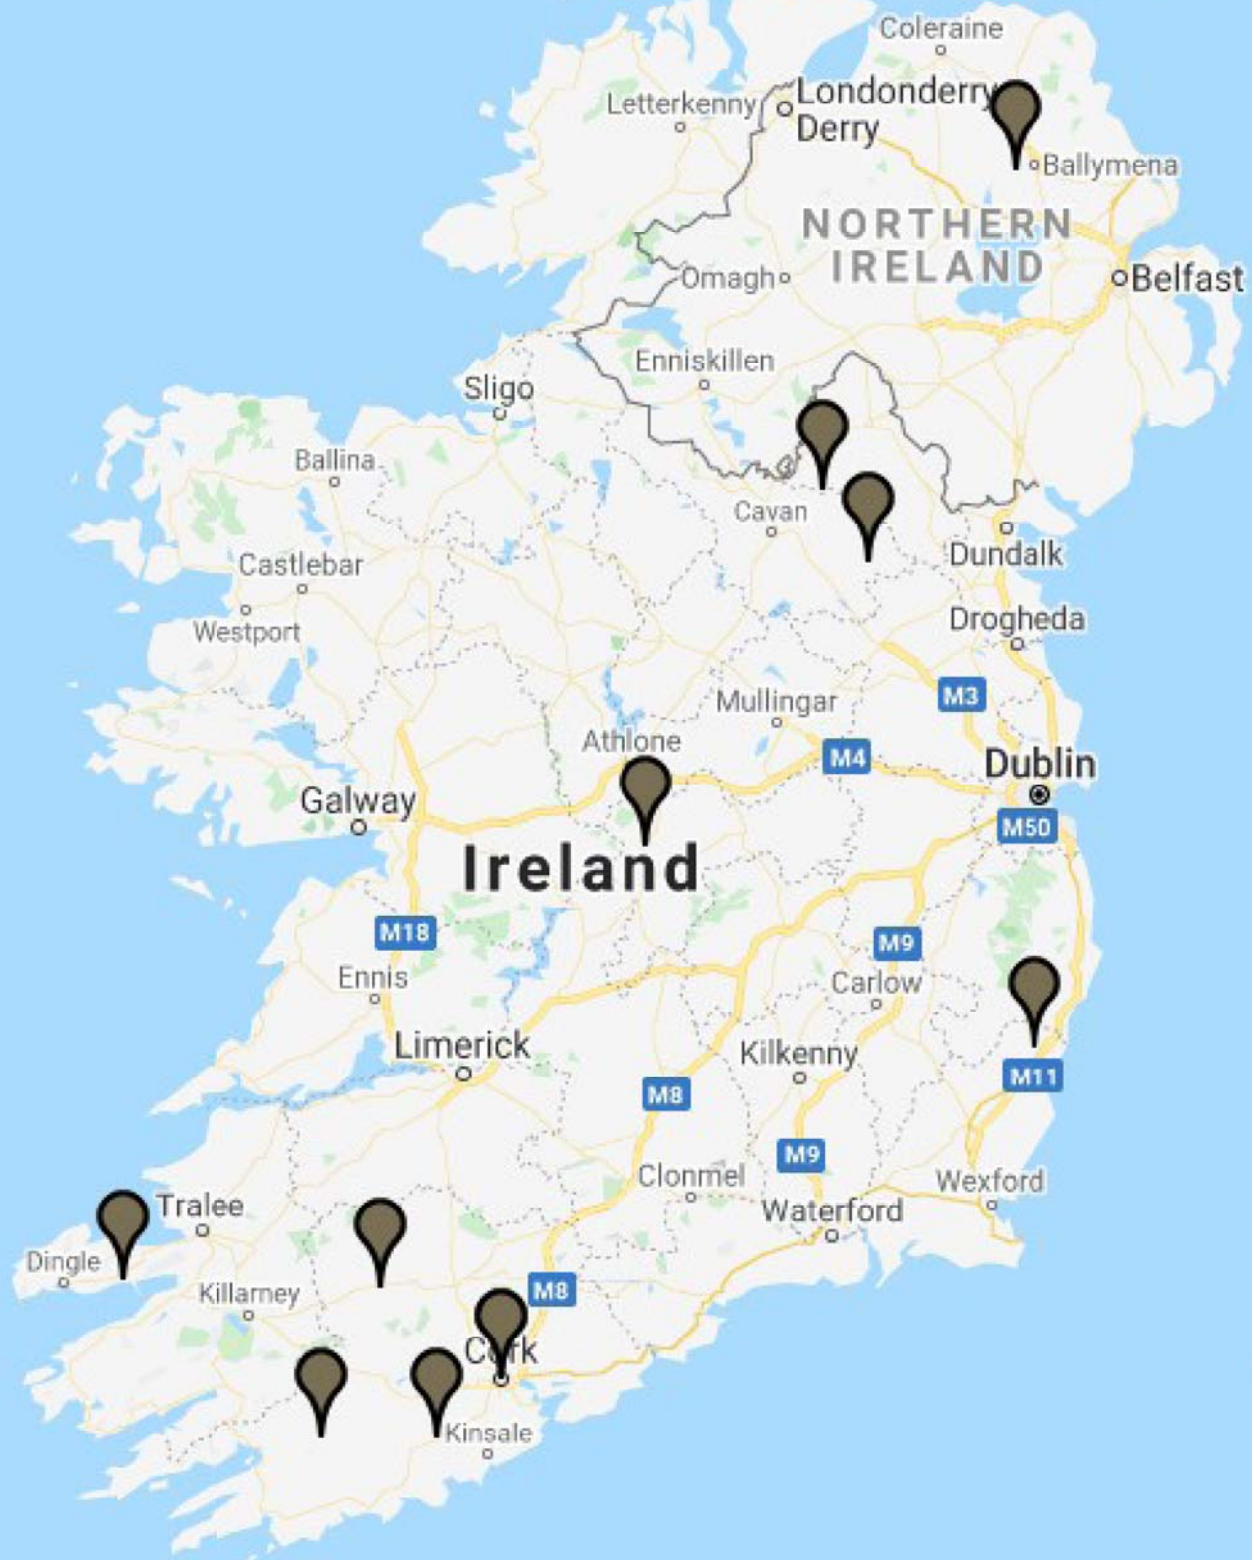 Coleraine
Letterkenny
Londonderry
Derry
Ballymena
NORTHERN
IRELAND
Omagh
Belfast
Enniskillen
Sligo
Ballina
Cavan
Dundalk
Castlebar
Westport
Drogheda
M3
Mullingar
Athlone
M4
Dublin
Galway
M50
Ireland
M18
M9
Ennis
Carlow
Limerick
Kilkenny
M11
M8
M9
Clonmel
Wexford
Tralee
Waterford
Dingle
Killarney
M8
Cork
Kinsale